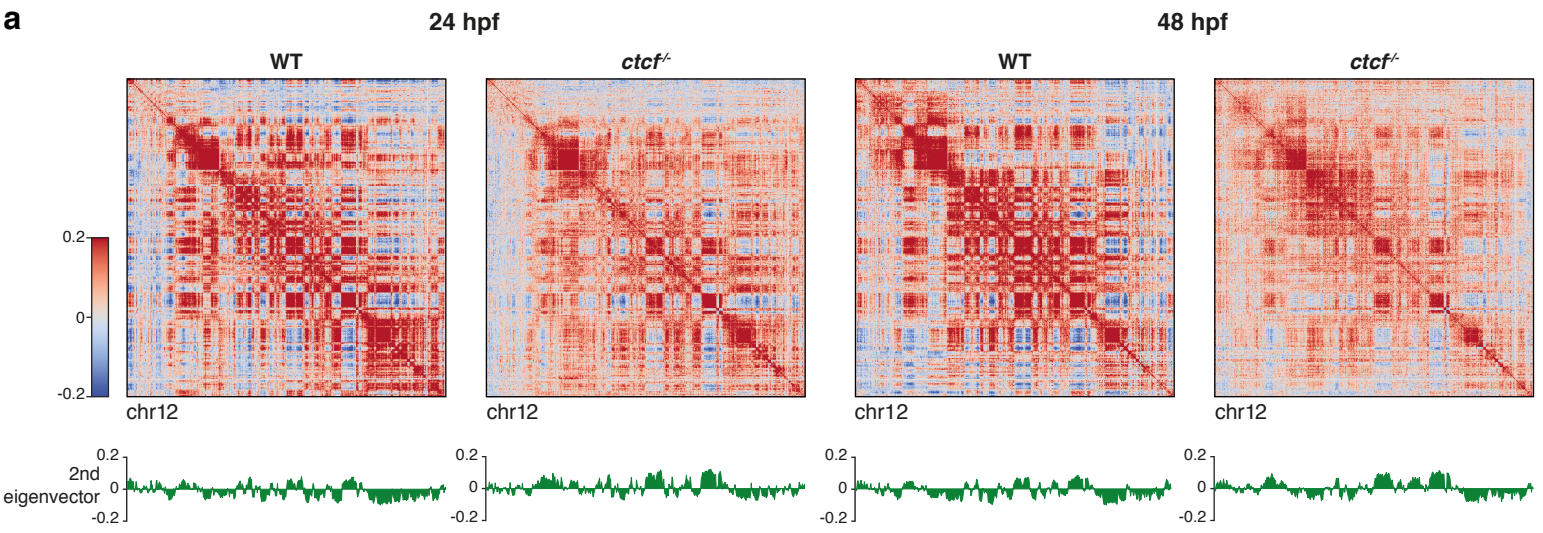 a
24 hpf
48 hpf
WT
ctcf-/-
WT
ctcf-/-
0.2
0
-0.2
chr12
chr12
chr12
chr12
2nd
eigenvector
0.2
0
-0.2
0.2
0
-0.2
0.2
0
-0.2
0.2
0
-0.2